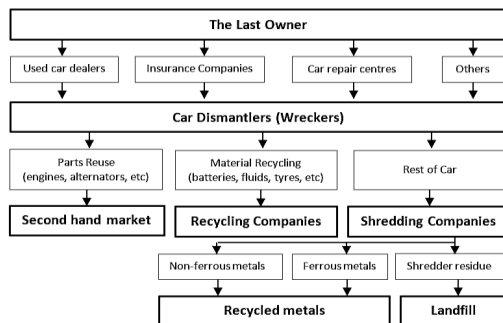 The Last Owner
Used car dealers
Insurance Companies
Car repair centres
Others
Car Dismantlers (Wreckers)
Parts Reuse
(engines, alternators, etc)
Material Recycling
(batteries, fluids, tyres, etc)
Rest of Car
Second hand market
Recycling Companies
Shredding Companies
Non-ferrous metals
Ferrous metals
Shredder residue
Recycled metals
Landfill